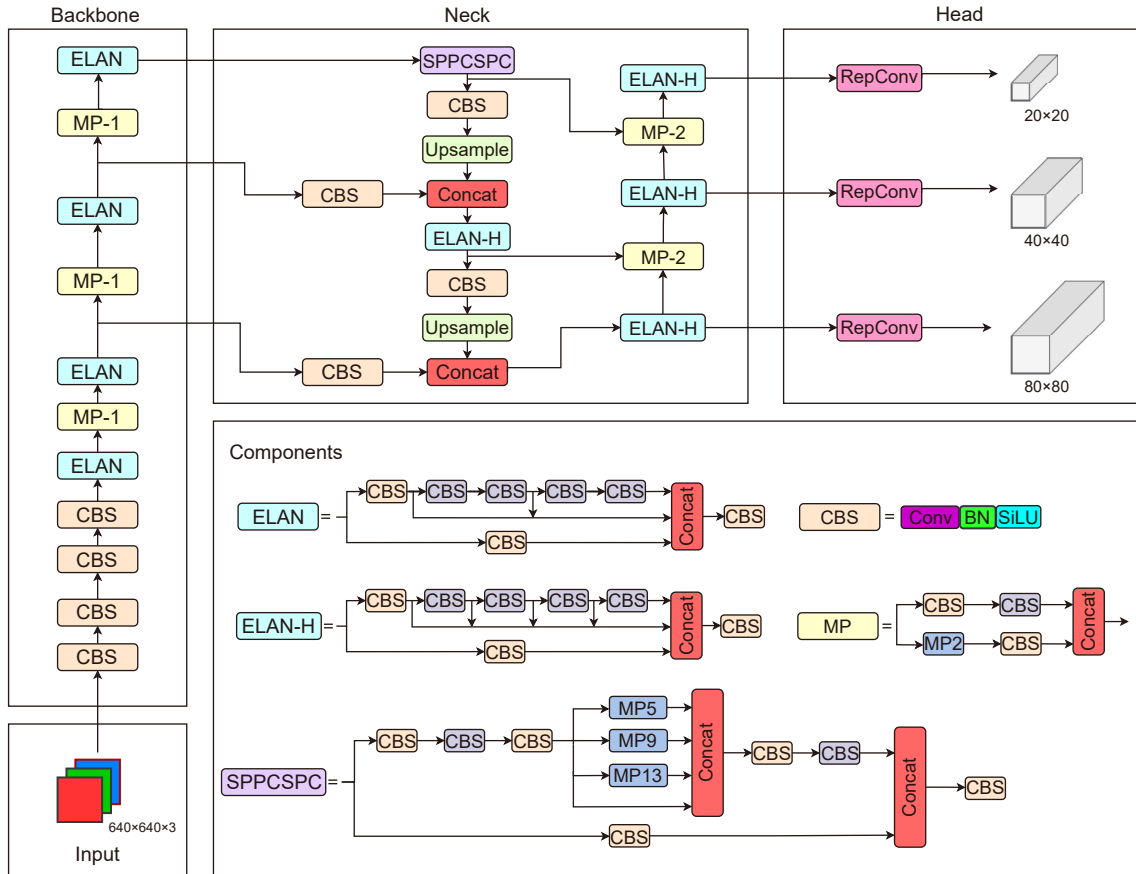 Backbone
Neck
Head
ELAN
MP-1
ELAN
MP-1
ELAN
MP-1
ELAN
CBS
CBS
CBS
CBS
640×640×3
Input
SPPCSPC
CBS
Upsample
CBS
Concat
ELAN-H
CBS
Upsample
CBS
Concat
ELAN-H
MP-2
ELAN-H
MP-2
ELAN-H
RepConv
20×20
RepConv
40×40
RepConv
80×80
Components
ELAN
=
CBS CBS CBS CBS CBS
CBS
Concat
CBS
CBS
=
Conv BN SiLU
ELAN-H
=
CBS CBS CBS CBS CBS
CBS
Concat
CBS
MP
=
CBS CBS
MP2 CBS
Concat
SPPCSPC
=
CBS CBS CBS
MP5
MP9
MP13
Concat
CBS CBS
CBS
Concat
CBS